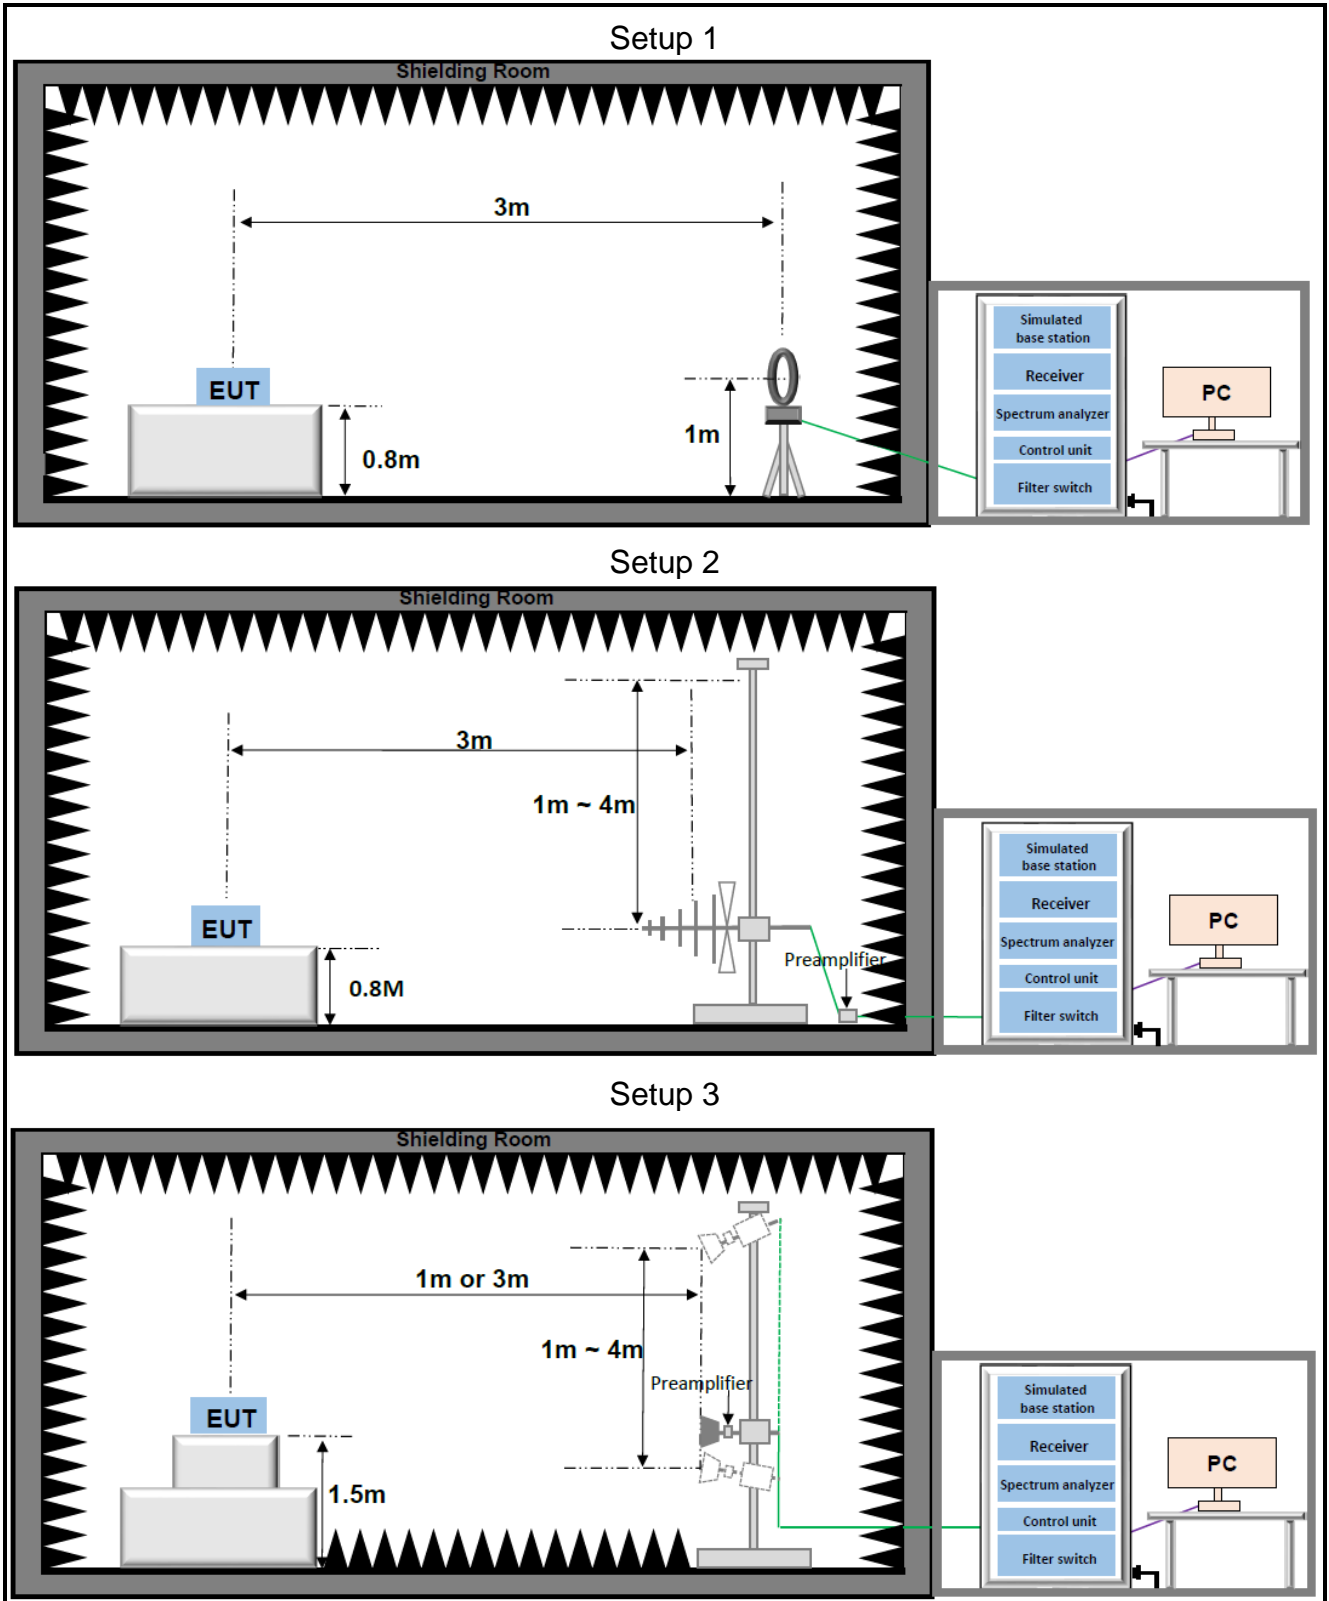 Setup 1
Shielding Room
3m
EUT
0.8m
1m
Simulated
base station
Receiver
Spectrum analyzer
Control unit
Filter switch
PC
Setup 2
Shielding Room
3m
1m ~ 4m
EUT
0.8M
Preamplifier
Simulated
base station
Receiver
Spectrum analyzer
Control unit
Filter switch
PC
Setup 3
Shielding Room
1m or 3m
1m ~ 4m
Preamplifier
EUT
1.5m
Simulated
base station
Receiver
Spectrum analyzer
Control unit
Filter switch
PC